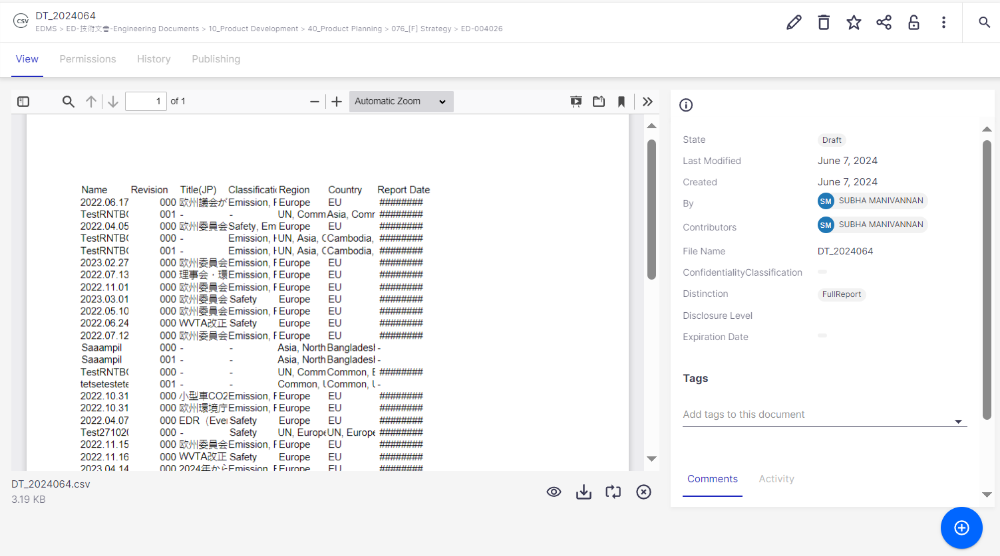 CSV
DT_2024064
EDMS > ED-技術文書-Engineering Documents > 10_Product Development > 40_Product Planning > 076_[F] Strategy > ED-004026
View Permissions History Publishing
1 of 1
Automatic Zoom
Name Revision Title(JP) Classificati Region Country Report Date
2022.06.17 000 欧州議会が Emission, F Europe EU ########
TestRNTB( 001 - - UN, Comm Asia, Comr ########
2022.04.05 000 欧州委員会 Safety, Em Europe EU ########
TestRNTB( 000 - Emission, F UN, Asia, C Cambodia, ########
TestRNTB( 001 - Emission, H UN, Asia, C Cambodia, ########
2023.02.27 000 欧州委員会 Emission, F Europe EU ########
2022.07.13 000 理事会・環 Emission, F Europe EU ########
2022.11.01 000 欧州委員会 Emission, F Europe EU ########
2023.03.01 000 欧州委員会 Safety Europe EU ########
2022.05.10 000 欧州委員会 Emission, F Europe EU ########
2022.06.24 000 WVTA改正 Safety Europe EU ########
2022.07.12 000 欧州委員会 Emission, F Europe EU ########
Saaampil 000 - - Asia, North Bangladesh -
Saaampil 001 - - Asia, North Bangladesh -
TestRNTB( 000 - - UN, Comm Common, E ########
tetsetestete 001 - - Common, U Common, U -
2022.10.31 000 小型車CO2 Emission, F Europe EU ########
2022.10.31 000 欧州環境庁 Emission, F Europe EU ########
2022.04.07 000 EDR（Ever Safety Europe EU ########
Test27102( 000 - Safety UN, Europe UN, Europe ########
2022.11.15 000 欧州委員会 Emission, F Europe EU ########
2022.11.16 000 WVTA改正 Safety Europe EU ########
2023.04.14 000 2024年から Emission, F Europe EU ########
DT_2024064.csv
3.19 KB
State Draft
Last Modified June 7, 2024
Created June 7, 2024
By SM SUBHA MANIVANNAN
Contributors SM SUBHA MANIVANNAN
File Name DT_2024064
ConfidentialityClassification
Distinction FullReport
Disclosure Level
Expiration Date
Tags
Add tags to this document
Comments Activity